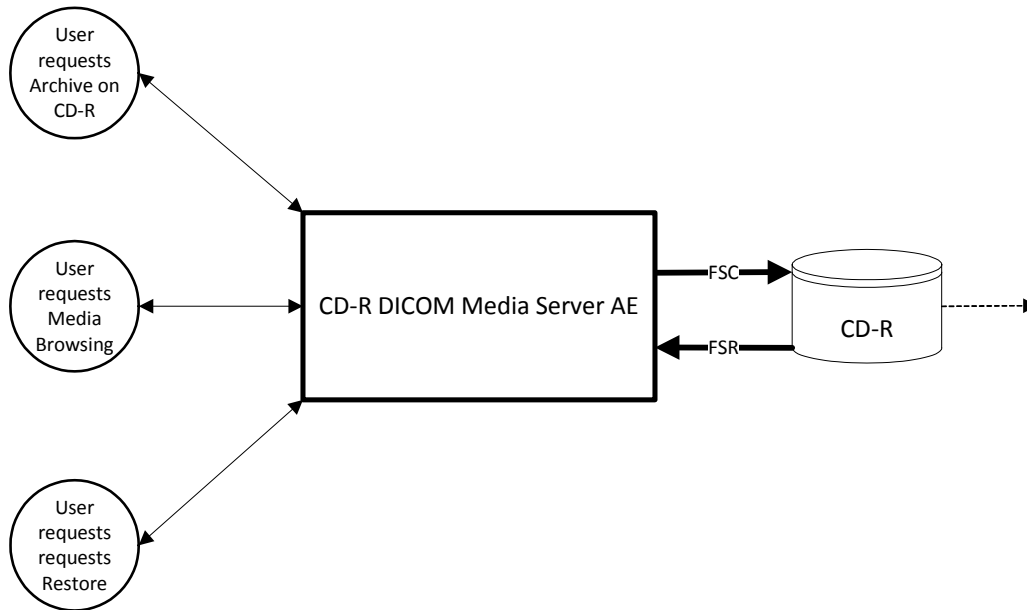 User
requests
Archive on
CD-R
User
requests
Media
Browsing
User
requests
requests
Restore
CD-R DICOM Media Server AE
FSC
FSR
CD-R